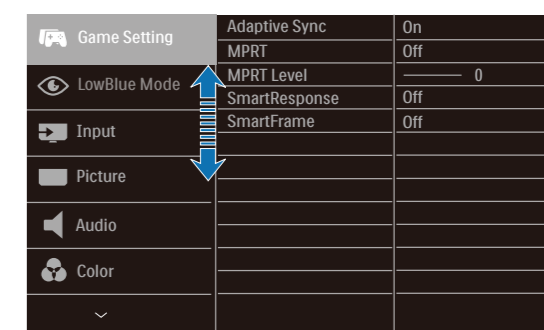 Game Setting
LowBlue Mode
Input
Picture
Audio
Color
Adaptive Sync On
MPRT Off
MPRT Level 0
SmartResponse Off
SmartFrame Off